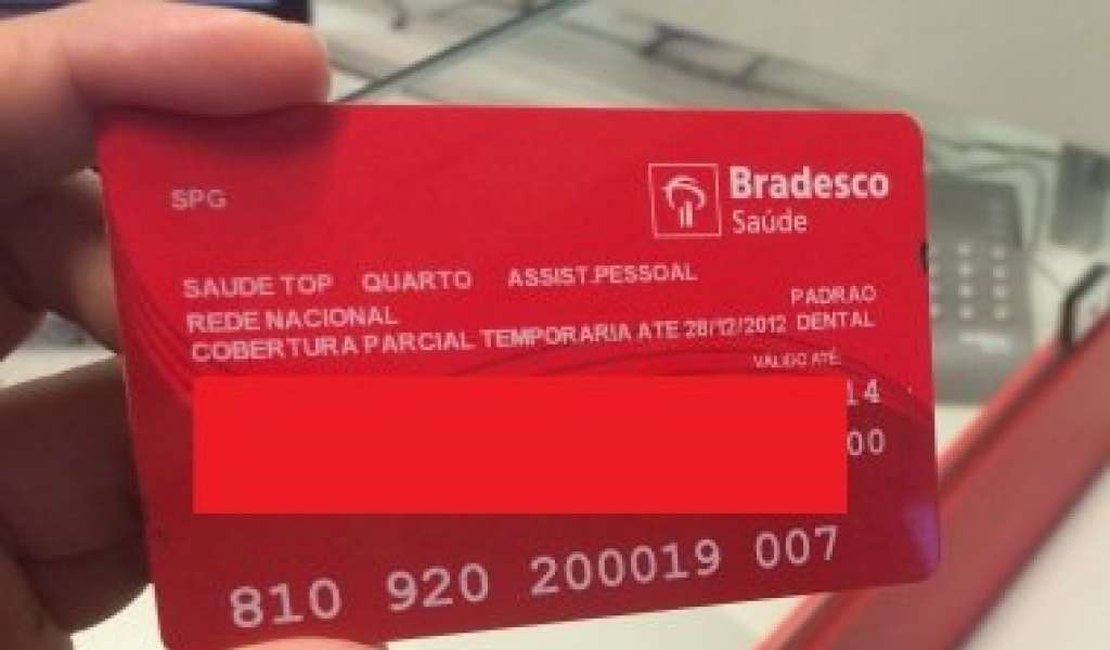 SPG
Bradesco
Saúde
SAUDE TOP QUARTO ASSIST.PESSOAL
REDE NACIONAL PADRAO
COBERTURA PARCIAL TEMPORARIA ATE 28/12/2012 DENTAL
VALIDO ATÉ
14
00
810 920 200019 007